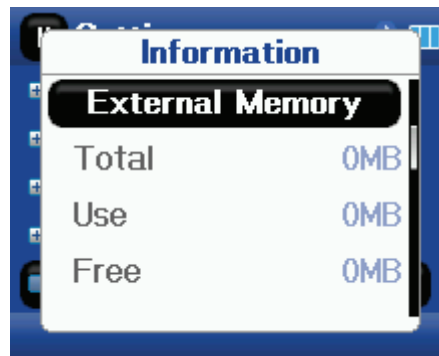 Information
External Memory
Total 0MB
Use 0MB
Free 0MB